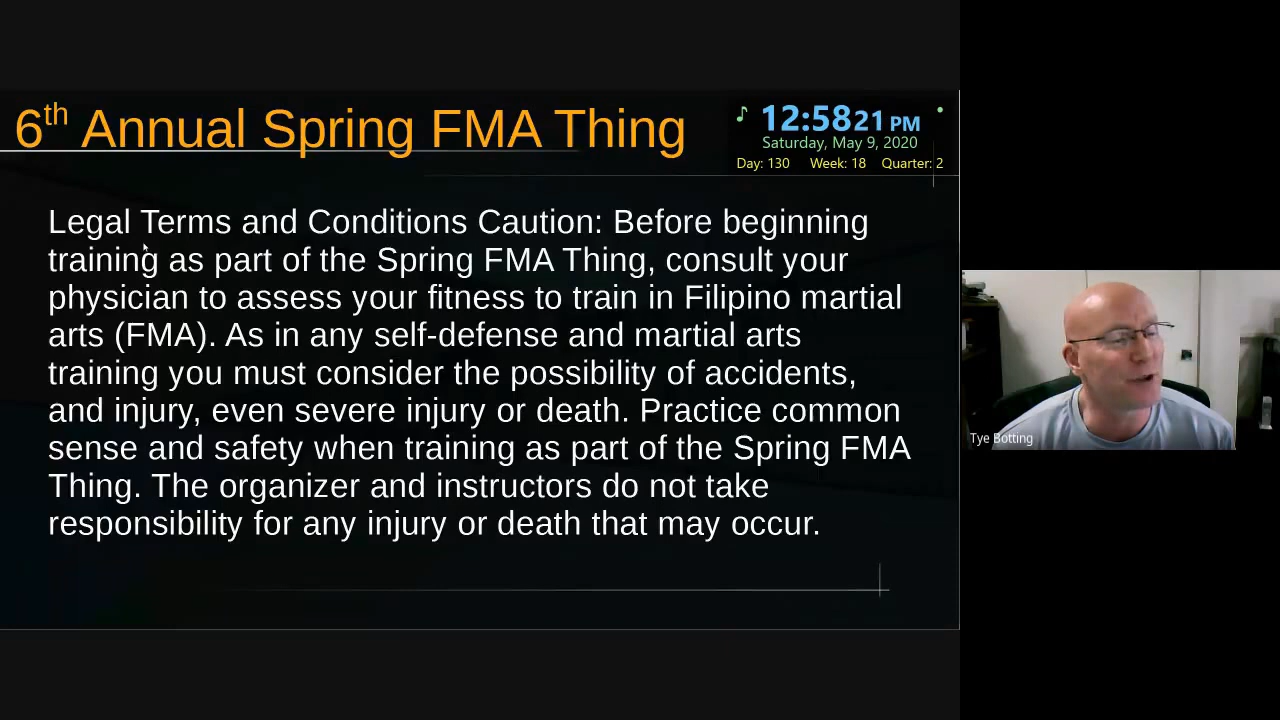 6th Annual Spring FMA Thing
12:58 21 PM
Saturday, May 9, 2020
Day: 130 Week: 18 Quarter: 2
Legal Terms and Conditions Caution: Before beginning
training as part of the Spring FMA Thing, consult your
physician to assess your fitness to train in Filipino martial
arts (FMA). As in any self-defense and martial arts
training you must consider the possibility of accidents,
and injury, even severe injury or death. Practice common
sense and safety when training as part of the Spring FMA
Thing. The organizer and instructors do not take
responsibility for any injury or death that may occur.
Tye Botting